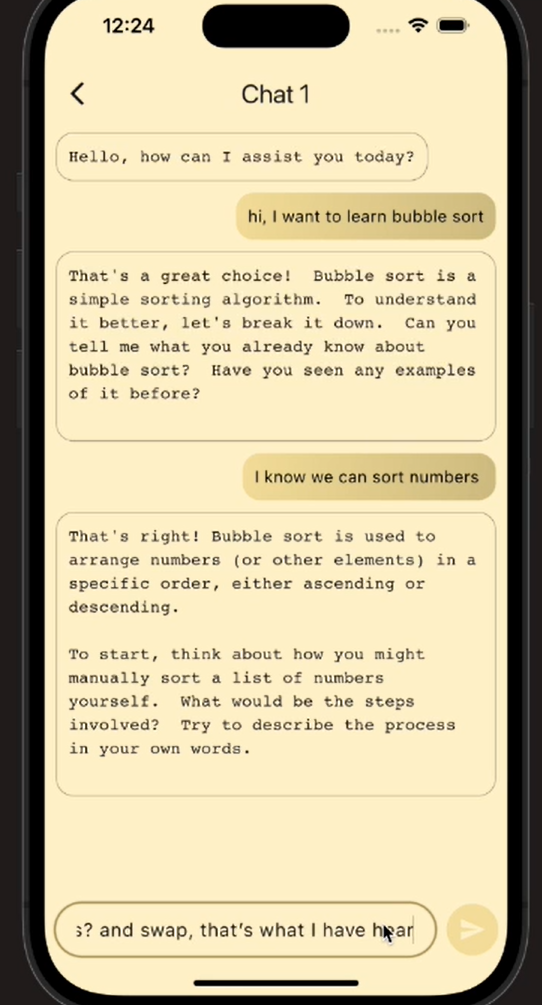 12:24
Chat 1
Hello, how can I assist you today?
hi, I want to learn bubble sort
That's a great choice!  Bubble sort is a
simple sorting algorithm.  To understand
it better, let's break it down.  Can you
tell me what you already know about
bubble sort?  Have you seen any examples
of it before?
I know we can sort numbers
That's right! Bubble sort is used to
arrange numbers (or other elements) in a
specific order, either ascending or
descending.
To start, think about how you might
manually sort a list of numbers
yourself.  What would be the steps
involved?  Try to describe the process
in your own words.
s? and swap, that's what I have hear